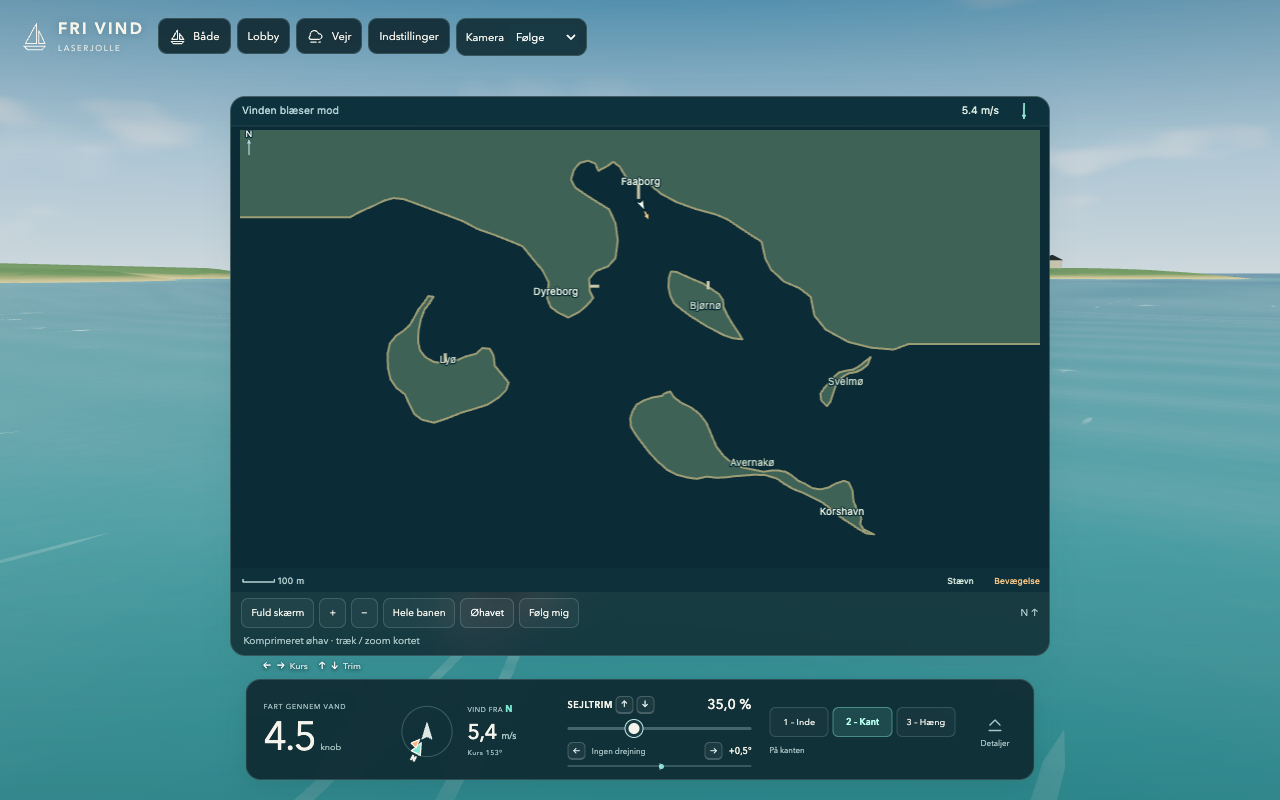 FRI VIND
LASERJOLLE
Både
Lobby
Vejr
Indstillinger
Kamera Følge
Vinden blæser mod
5.4 m/s
N
Faaborg
Dyreborg
Bjørnø
Lyø
Svelmø
Avernakø
Korshavn
100 m
Stævn
Bevægelse
Fuld skærm
+
−
Hele banen
Øhavet
Følg mig
N ↑
Komprimeret øhav · træk / zoom kortet
← → Kurs ↑ ↓ Trim
FART GENNEM VAND
4.5 knob
VIND FRA N
5,4 m/s
Kurs 153°
SEJLTRIM ↑ ↓ 35,0 %
← Ingen drejning → +0,5°
1 - Inde
2 - Kant
3 - Hæng
På kanten
Detaljer